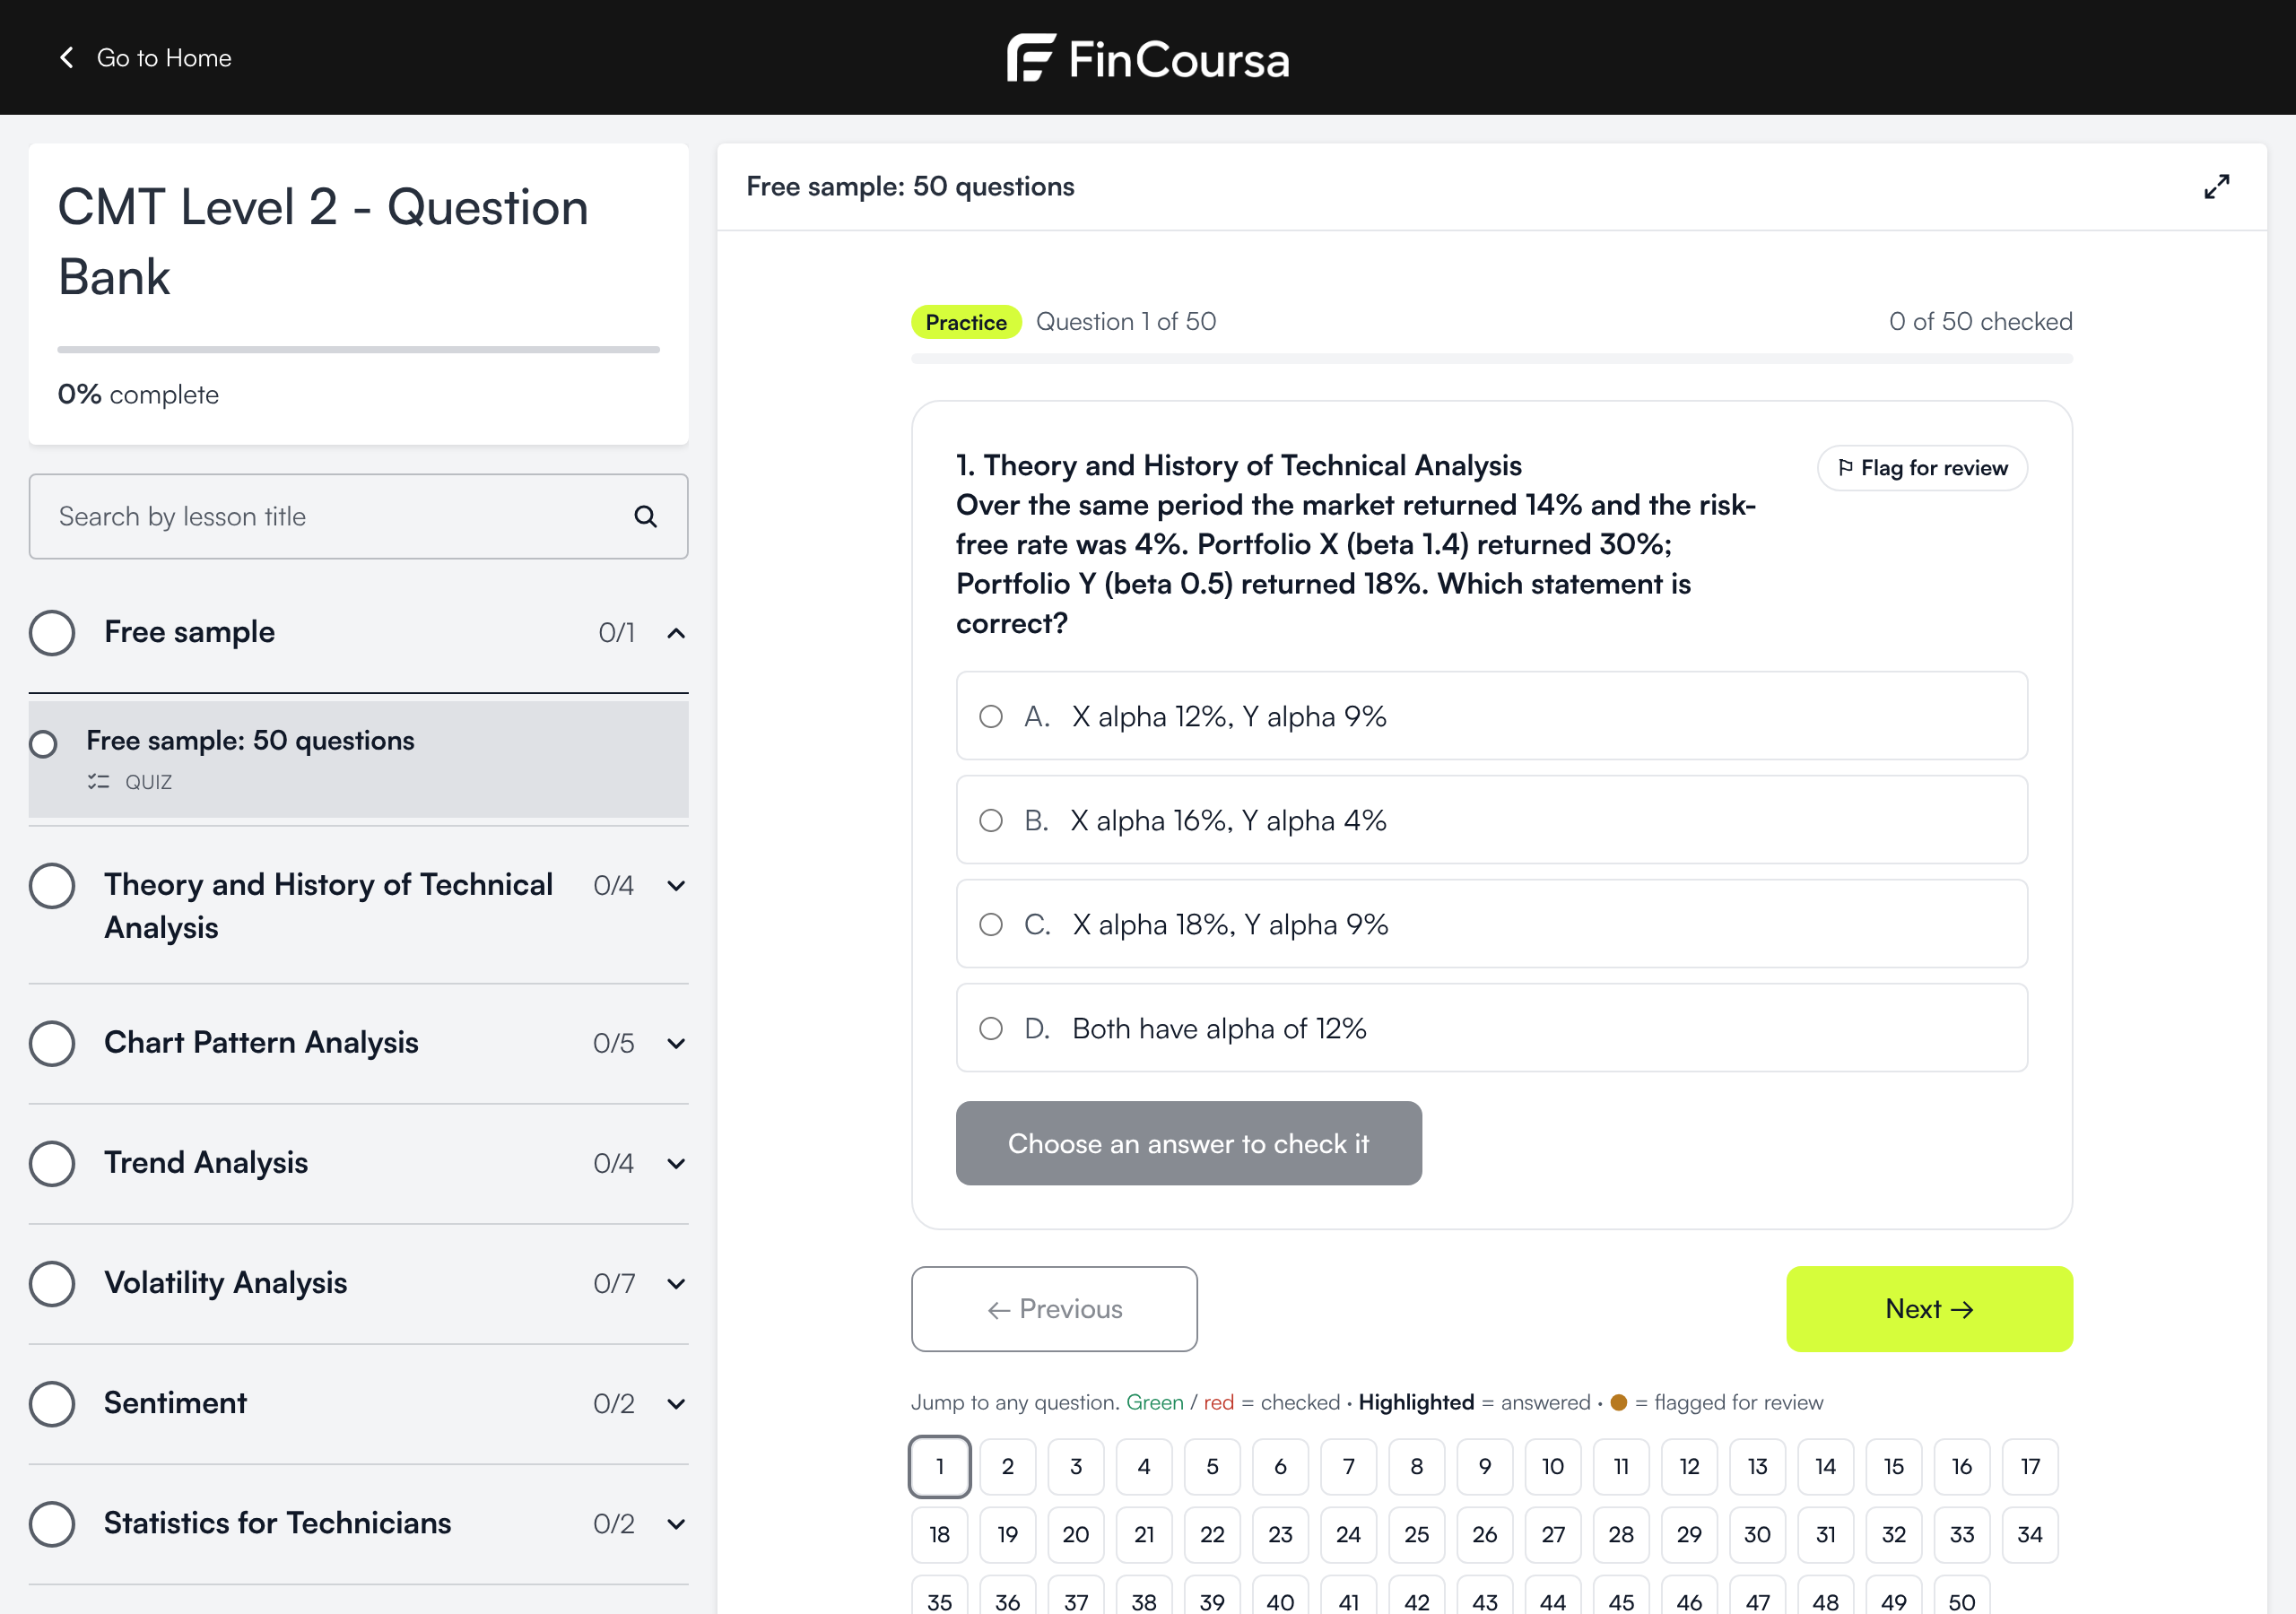 Go to Home
FinCoursa
CMT Level 2 - Question
Bank
0% complete
Search by lesson title
Free sample 0/1
Free sample: 50 questions
QUIZ
Theory and History of Technical 0/4
Analysis
Chart Pattern Analysis 0/5
Trend Analysis 0/4
Volatility Analysis 0/7
Sentiment 0/2
Statistics for Technicians 0/2
Free sample: 50 questions
Practice Question 1 of 50 0 of 50 checked
1. Theory and History of Technical Analysis
Flag for review
Over the same period the market returned 14% and the risk-
free rate was 4%. Portfolio X (beta 1.4) returned 30%;
Portfolio Y (beta 0.5) returned 18%. Which statement is
correct?
A. X alpha 12%, Y alpha 9%
B. X alpha 16%, Y alpha 4%
C. X alpha 18%, Y alpha 9%
D. Both have alpha of 12%
Choose an answer to check it
← Previous
Next →
Jump to any question. Green / red = checked · Highlighted = answered · = flagged for review
1 2 3 4 5 6 7 8 9 10 11 12 13 14 15 16 17
18 19 20 21 22 23 24 25 26 27 28 29 30 31 32 33 34
35 36 37 38 39 40 41 42 43 44 45 46 47 48 49 50